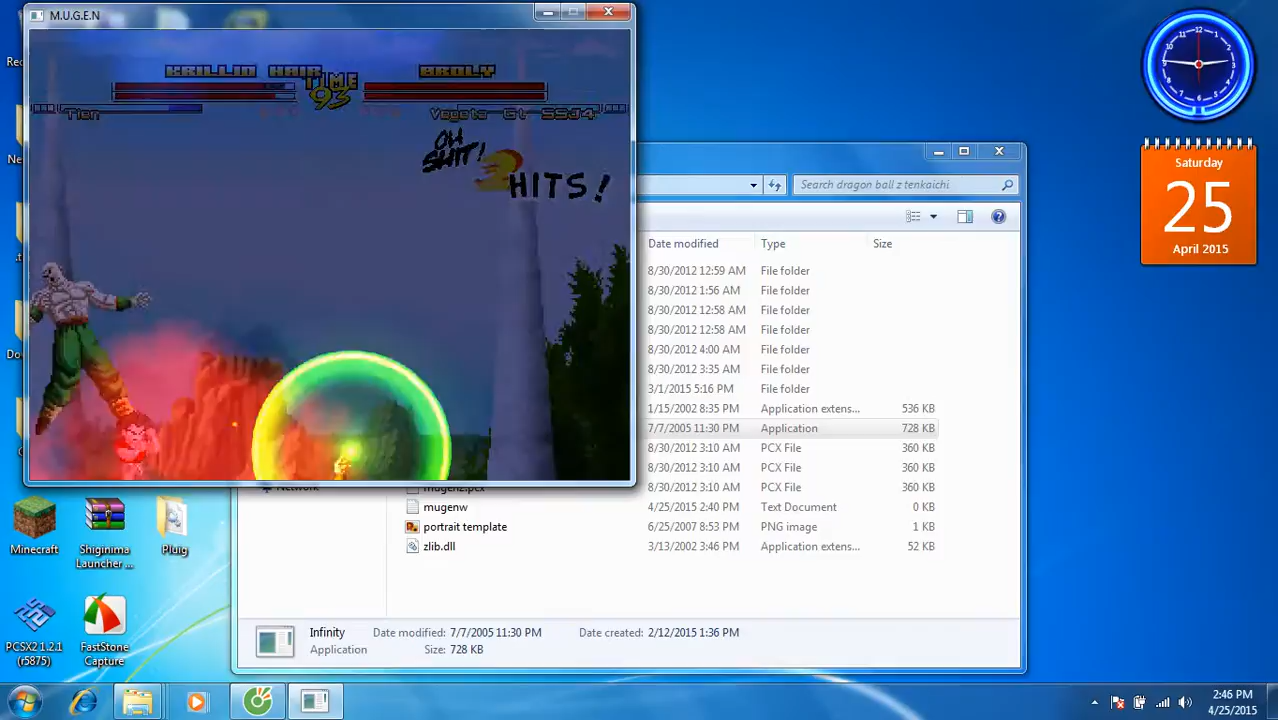 M.U.G.E.N
KRILLIN HAIR
TIME
93
BROLY
Tien
Vegeta Gt SSJ4
OH SHIT!
2 HITS!
Search dragon ball z tenkaichi
Date modified Type Size
8/30/2012 12:59 AM File folder
8/30/2012 1:56 AM File folder
8/30/2012 12:58 AM File folder
8/30/2012 12:58 AM File folder
8/30/2012 4:00 AM File folder
8/30/2012 3:35 AM File folder
3/1/2015 5:16 PM File folder
1/15/2002 8:35 PM Application extens... 536 KB
7/7/2005 11:30 PM Application 728 KB
8/30/2012 3:10 AM PCX File 360 KB
8/30/2012 3:10 AM PCX File 360 KB
8/30/2012 3:10 AM PCX File 360 KB
mugenw 4/25/2015 2:40 PM Text Document 0 KB
portrait template 6/25/2007 8:53 PM PNG image 1 KB
zlib.dll 3/13/2002 3:46 PM Application extens... 52 KB
Infinity Date modified: 7/7/2005 11:30 PM Date created: 2/12/2015 1:36 PM
Application Size: 728 KB
Saturday
25
April 2015
Minecraft
Shiginima
Launcher ...
Pluig
PCSX2 1.2.1
(r5875)
FastStone
Capture
2:46 PM
4/25/2015